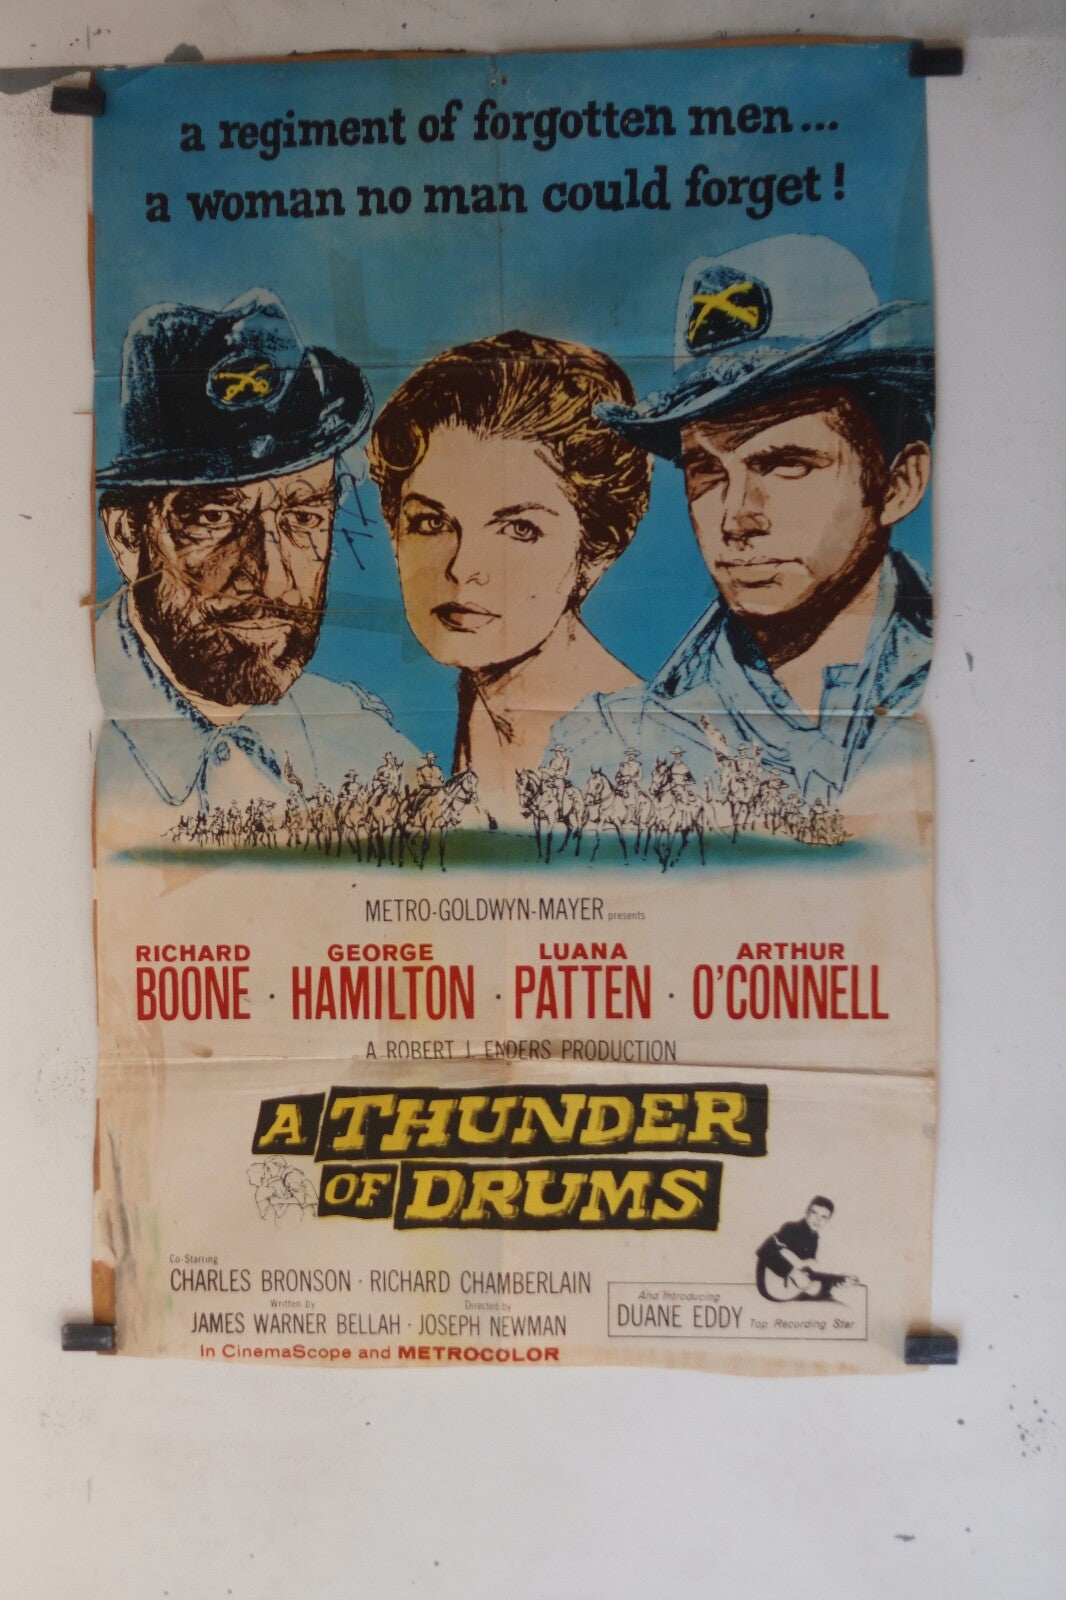 a regiment of forgotten men...
a woman no man could forget!
METRO-GOLDWYN-MAYER presents
RICHARD BOONE · GEORGE HAMILTON · LUANA PATTEN · ARTHUR O'CONNELL
A ROBERT J. ENDERS PRODUCTION
A THUNDER
OF DRUMS
Co-Starring
CHARLES BRONSON · RICHARD CHAMBERLAIN
Written by
JAMES WARNER BELLAH ·
Directed by
JOSEPH NEWMAN
In CinemaScope and METROCOLOR
And Introducing
DUANE EDDY Top Recording Star